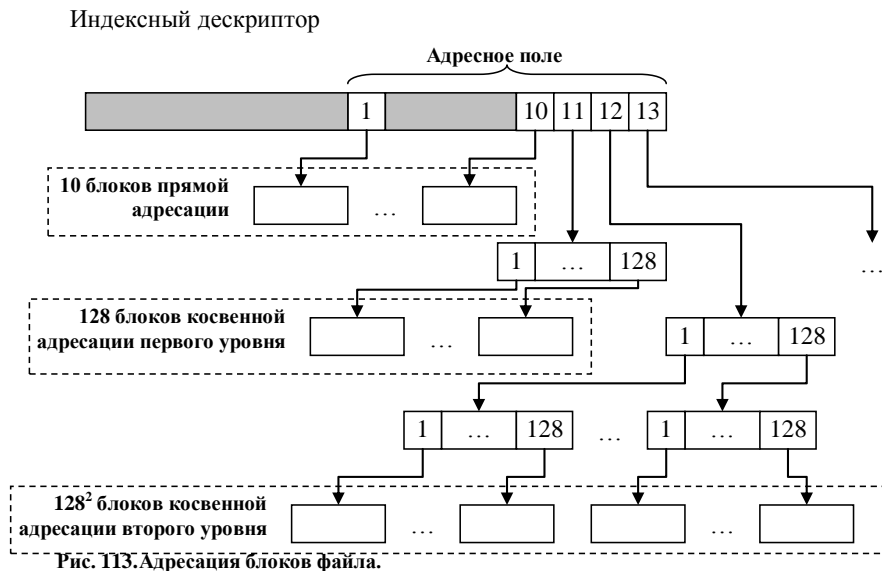 Индексный дескриптор
Адресное поле
1 10 11 12 13
10 блоков прямой
адресации
…
1 … 128
…
128 блоков косвенной
адресации первого уровня
…
1 … 128
1 … 128 … 1 … 128
128² блоков косвенной
адресации второго уровня
… …
Рис. 113. Адресация блоков файла.